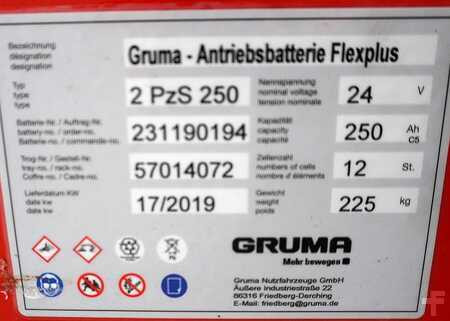 Bezeichnung
désignation
designation
Gruma - Antriebsbatterie Flexplus
Typ
type
type
2 PzS 250
Nennspannung
nominal voltage
tension nominale
24 V
Batterie-Nr. / Auftrag-Nr.
battery-no. / order-no.
Batterie-no. / commande-no.
231190194
Kapazität
capacity
capacité
250 Ah
C5
Trog-Nr. / Gestell-Nr.
tray-no. / rack-no.
Coffre-no. / Cadre-no.
57014072
Zellenzahl
numbers of cells
nombre d éléments
12 St.
Lieferdatum KW
date kw
date kw
17/2019
Gewicht
weight
poids
225 kg
GRUMA
Mehr bewegen
Gruma Nutzfahrzeuge GmbH
Äußere Industriestraße 22
86316 Friedberg-Derching
E-Mail: friedberg@gruma.de